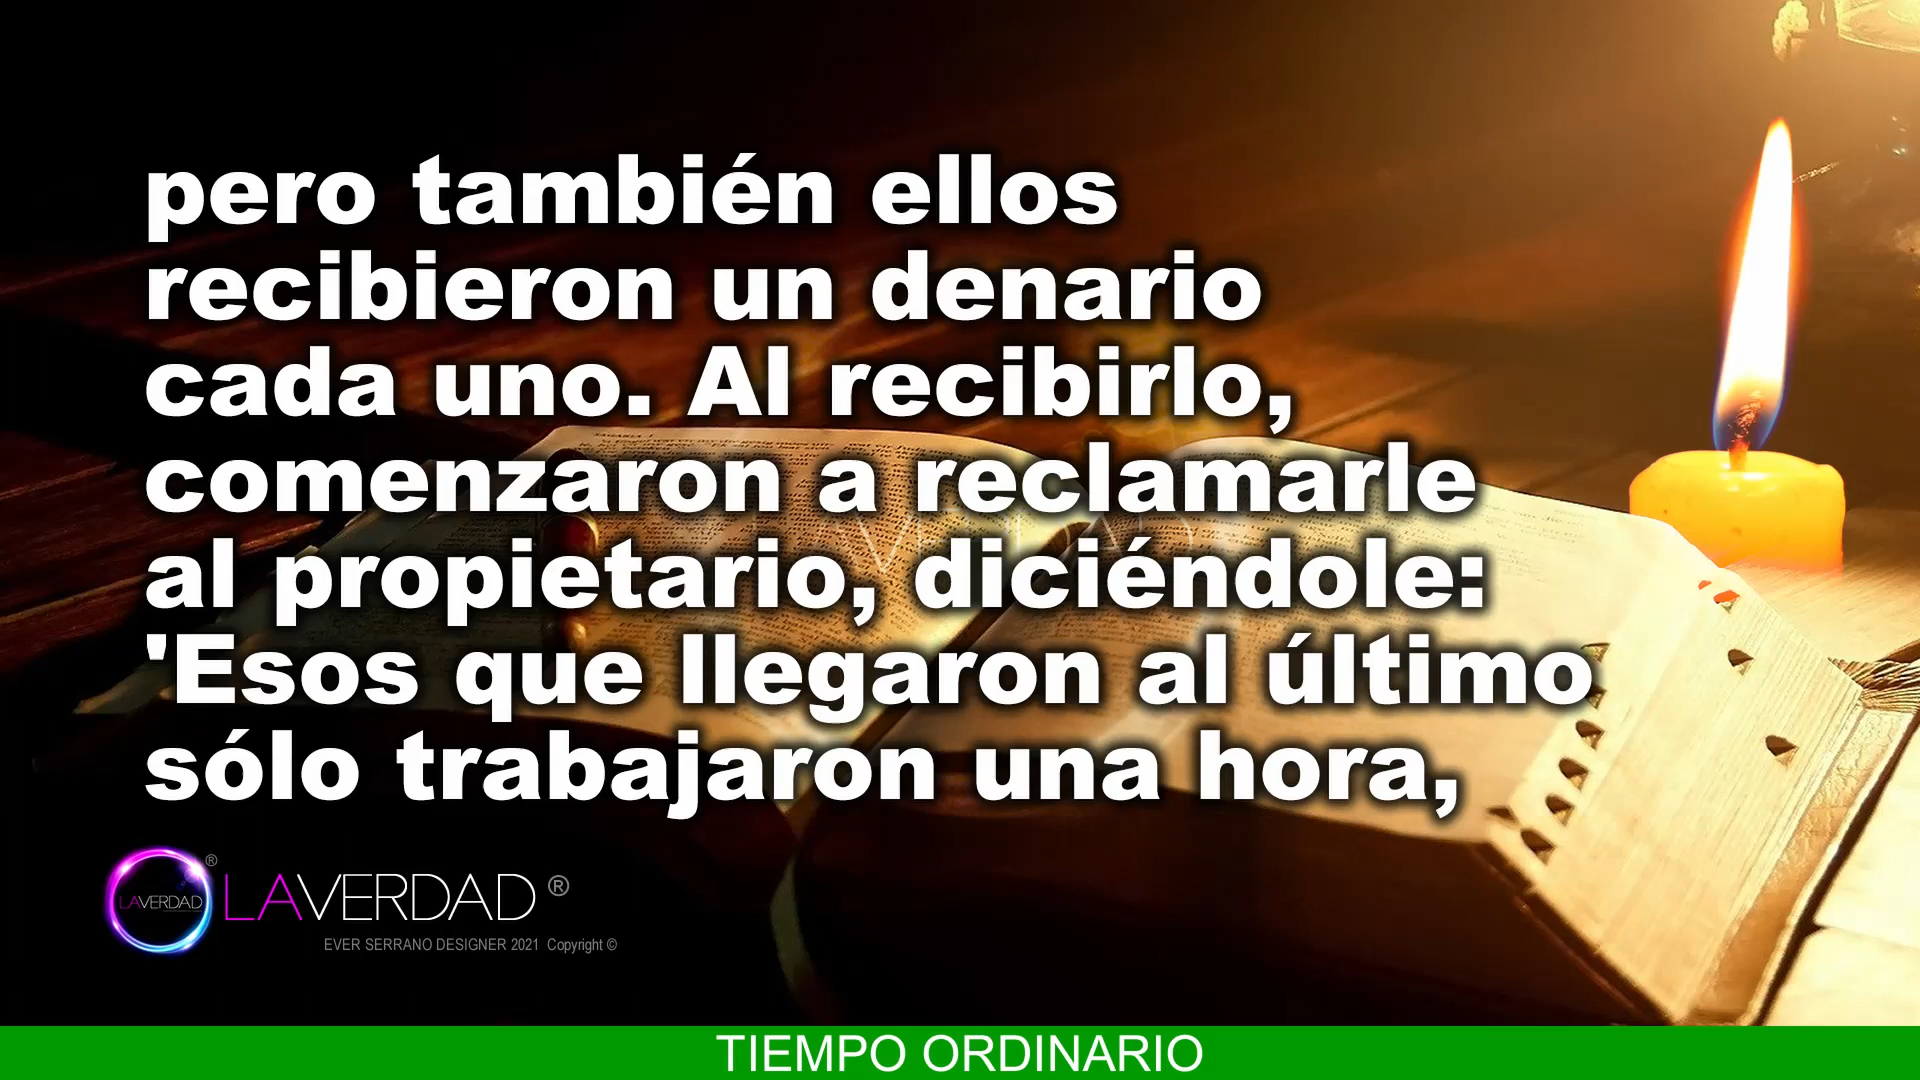 pero también ellos
recibieron un denario
cada uno. Al recibirlo,
comenzaron a reclamarle
al propietario, diciéndole:
'Esos que llegaron al último
sólo trabajaron una hora,
LAVERDAD ®
LAVERDAD ®
EVER SERRANO DESIGNER 2021 Copyright ©
TIEMPO ORDINARIO